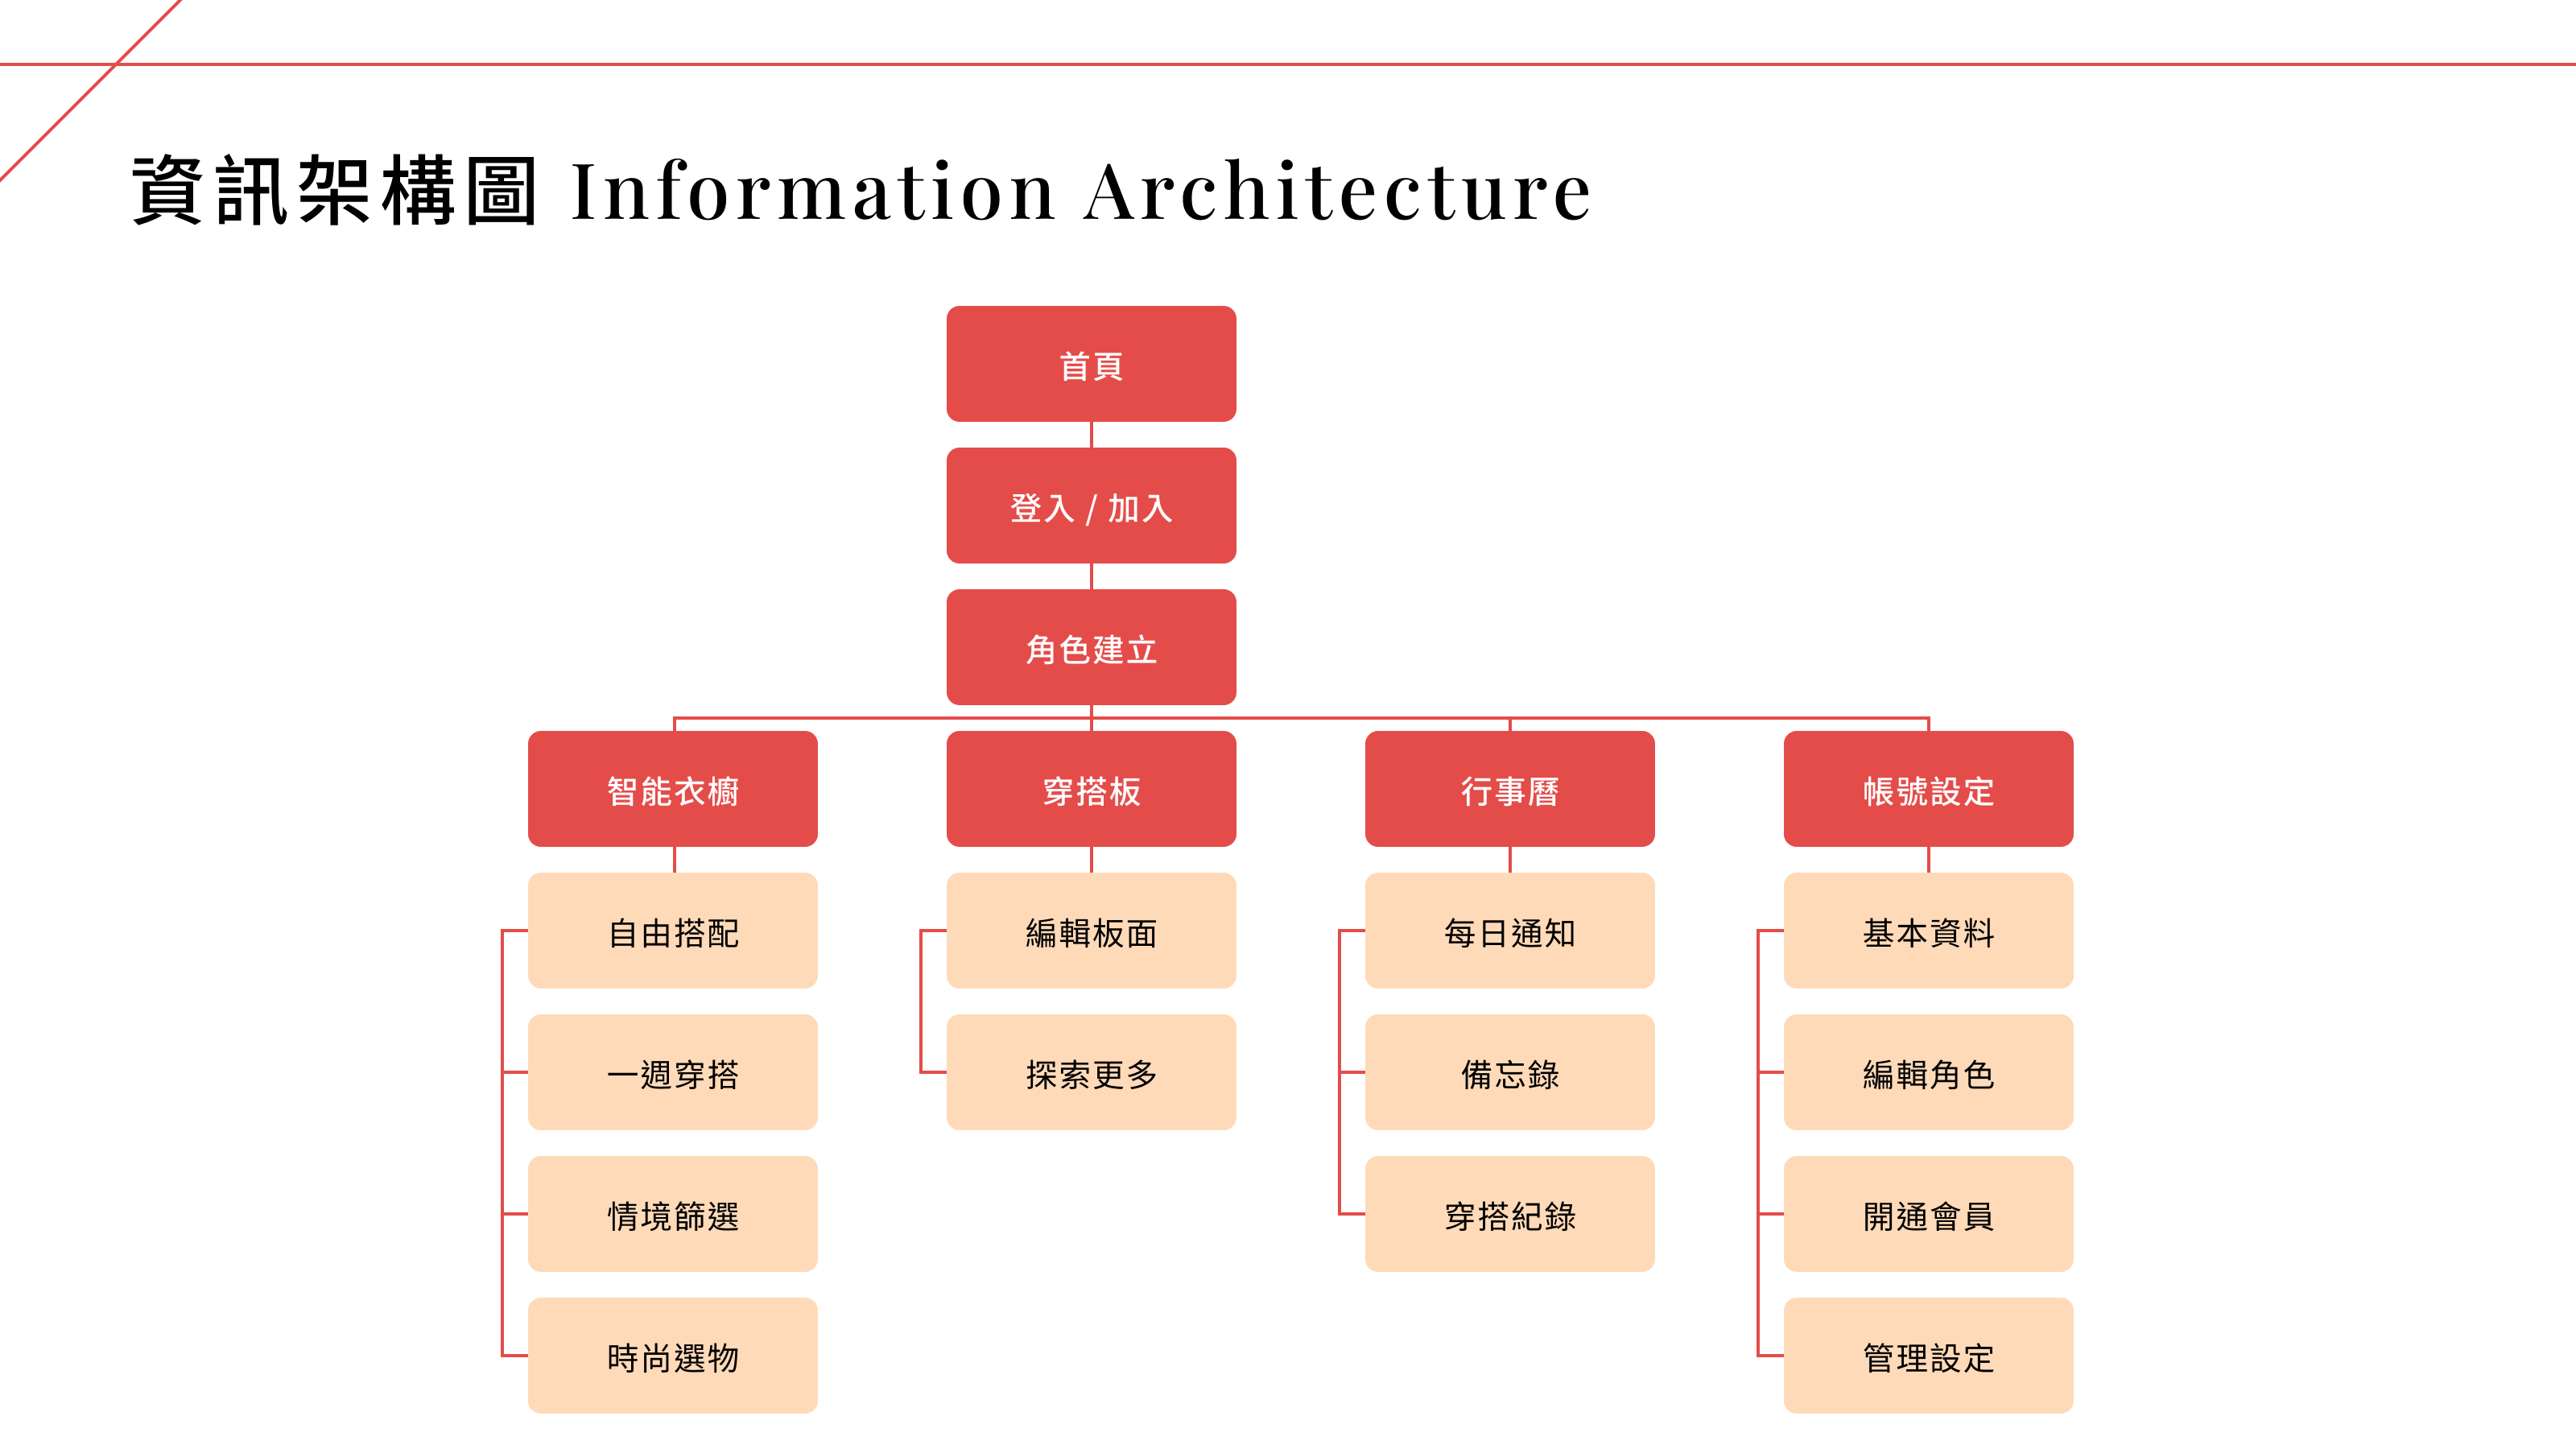 資訊架構圖 Information Architecture
首頁
登入 / 加入
角色建立
智能衣櫥
自由搭配
一週穿搭
情境篩選
時尚選物
穿搭板
編輯板面
探索更多
行事曆
每日通知
備忘錄
穿搭紀錄
帳號設定
基本資料
編輯角色
開通會員
管理設定